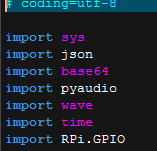 # coding=utf-8
import sys
import json
import base64
import pyaudio
import wave
import time
import RPi.GPIO